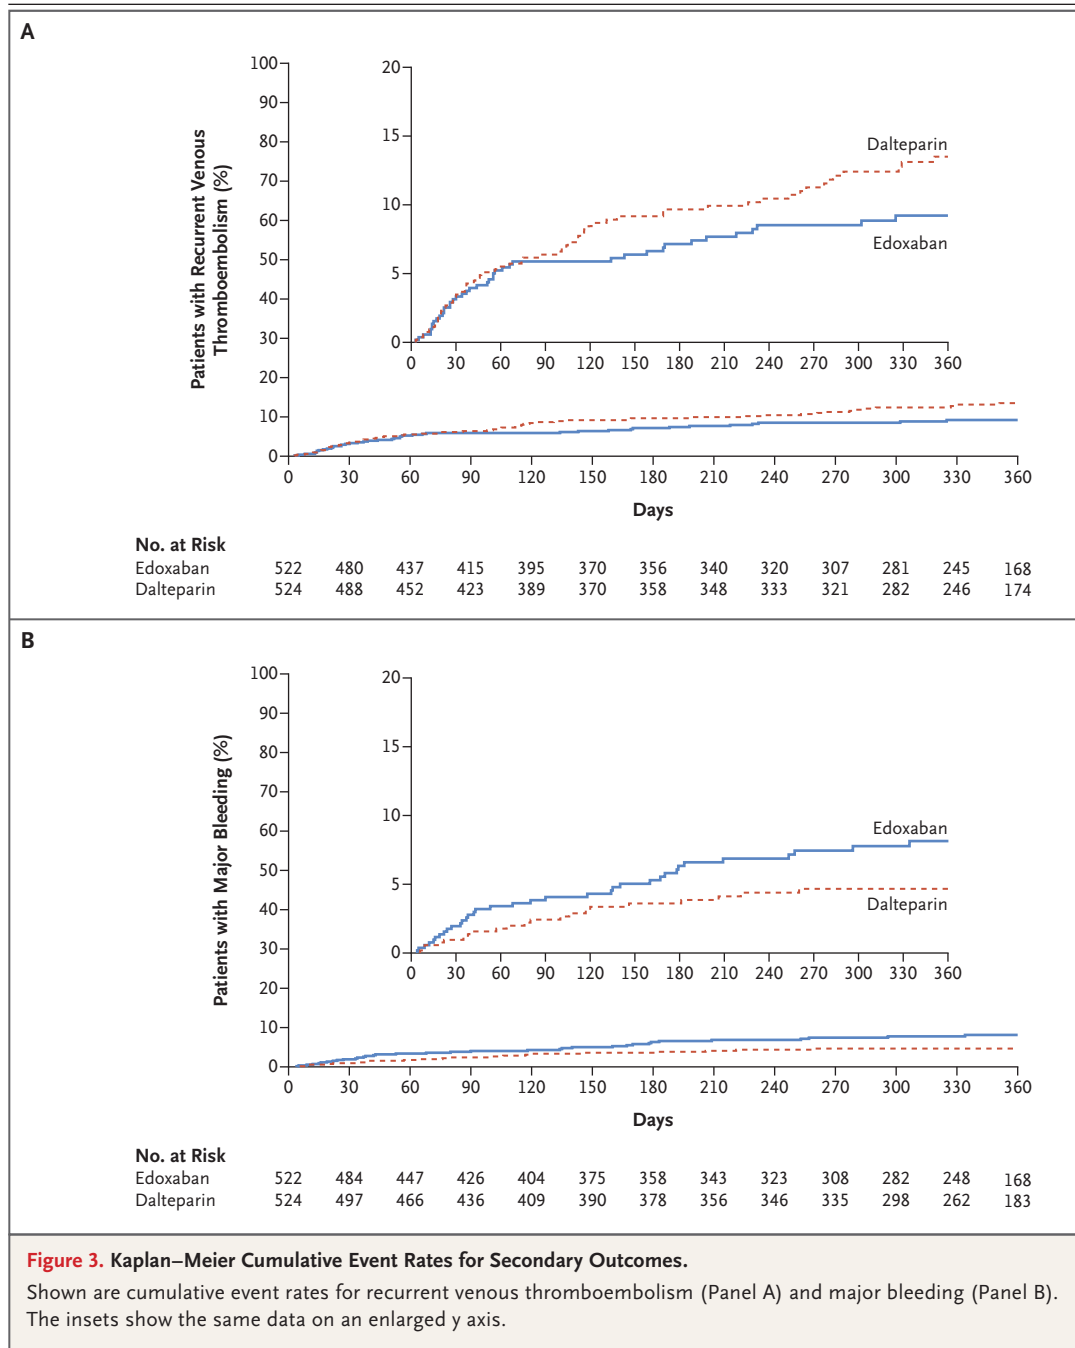 A
Patients with Recurrent Venous
Thromboembolism (%)
100
90
80
70
60
50
40
30
20
10
0
20
15
10
5
0
Dalteparin
Edoxaban
0 30 60 90 120 150 180 210 240 270 300 330 360
0 30 60 90 120 150 180 210 240 270 300 330 360
Days
No. at Risk
Edoxaban 522 480 437 415 395 370 356 340 320 307 281 245 168
Dalteparin 524 488 452 423 389 370 358 348 333 321 282 246 174
B
Patients with Major Bleeding (%)
100
90
80
70
60
50
40
30
20
10
0
20
15
10
5
0
Edoxaban
Dalteparin
0 30 60 90 120 150 180 210 240 270 300 330 360
0 30 60 90 120 150 180 210 240 270 300 330 360
Days
No. at Risk
Edoxaban 522 484 447 426 404 375 358 343 323 308 282 248 168
Dalteparin 524 497 466 436 409 390 378 356 346 335 298 262 183
Figure 3. Kaplan–Meier Cumulative Event Rates for Secondary Outcomes.
Shown are cumulative event rates for recurrent venous thromboembolism (Panel A) and major bleeding (Panel B).
The insets show the same data on an enlarged y axis.